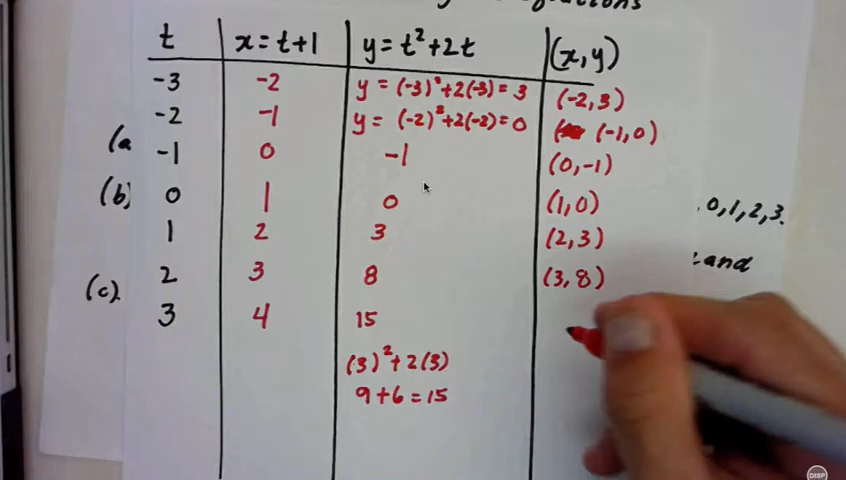 equations
t x = t+1 y = t² + 2t (x, y)
-3 -2 y = (-3)² + 2(-3) = 3 (-2, 3)
-2 -1 y = (-2)² + 2(-2) = 0 (-1, 0)
(a
-1 0 -1 (0, -1)
(b) 0 1 0 (1, 0) 0, 1, 2, 3.
1 2 3 (2, 3)
and
(c). 2 3 8 (3, 8)
3 4 15
(3)² + 2(3)
9 + 6 = 15
DISP